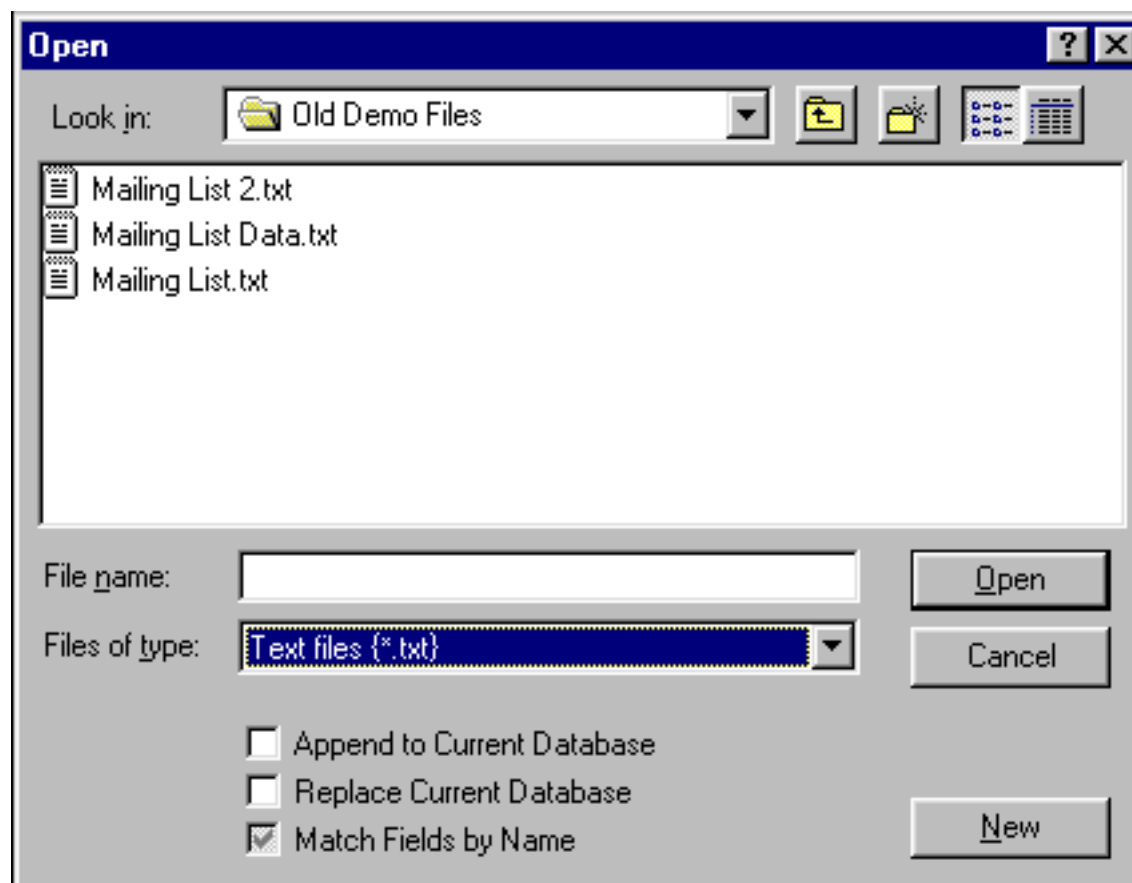 Open
Look in: Old Demo Files
Mailing List 2.txt
Mailing List Data.txt
Mailing List.txt
File name: Open
Files of type: Text files {*.txt} Cancel
Append to Current Database
Replace Current Database
Match Fields by Name New